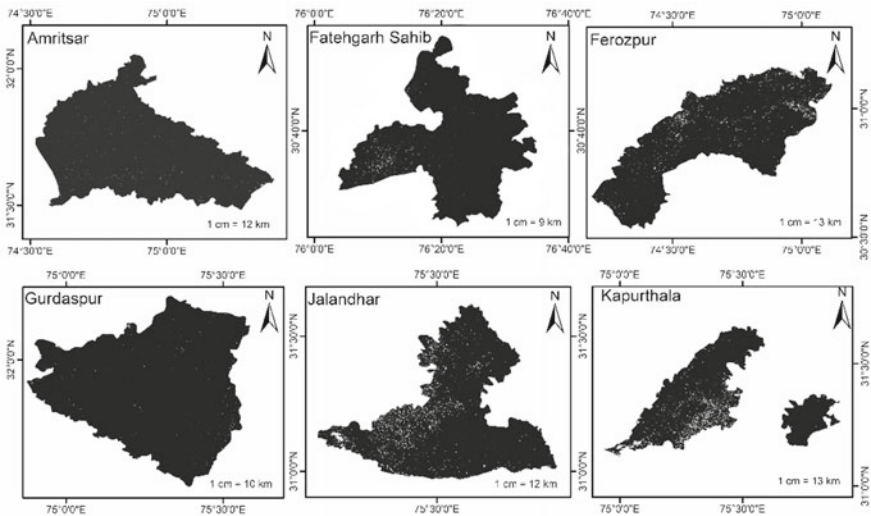 74°30'0"E 75°0'0"E 76°0'0"E 76°20'0"E 76°40'0"E 74°30'0"E 75°0'0"E
Amritsar
N
32°0'0"N
31°30'0"N
1 cm = 12 km
74°30'0"E 75°0'0"E
Fatehgarh Sahib
N
30°40'0"N
1 cm = 9 km
76°0'0"E 76°20'0"E 76°40'0"E
Ferozpur
N
31°0'0"N
30°30'0"N
1 cm = 13 km
74°30'0"E 75°0'0"E
75°0'0"E 75°30'0"E 75°30'0"E 75°0'0"E 75°30'0"E
Gurdaspur
N
32°0'0"N
1 cm = 10 km
75°0'0"E 75°30'0"E
Jalandhar
N
31°30'0"N
31°0'0"N
1 cm = 12 km
75°30'0"E
Kapurthala
N
31°30'0"N
31°0'0"N
1 cm = 13 km
75°0'0"E 75°30'0"E